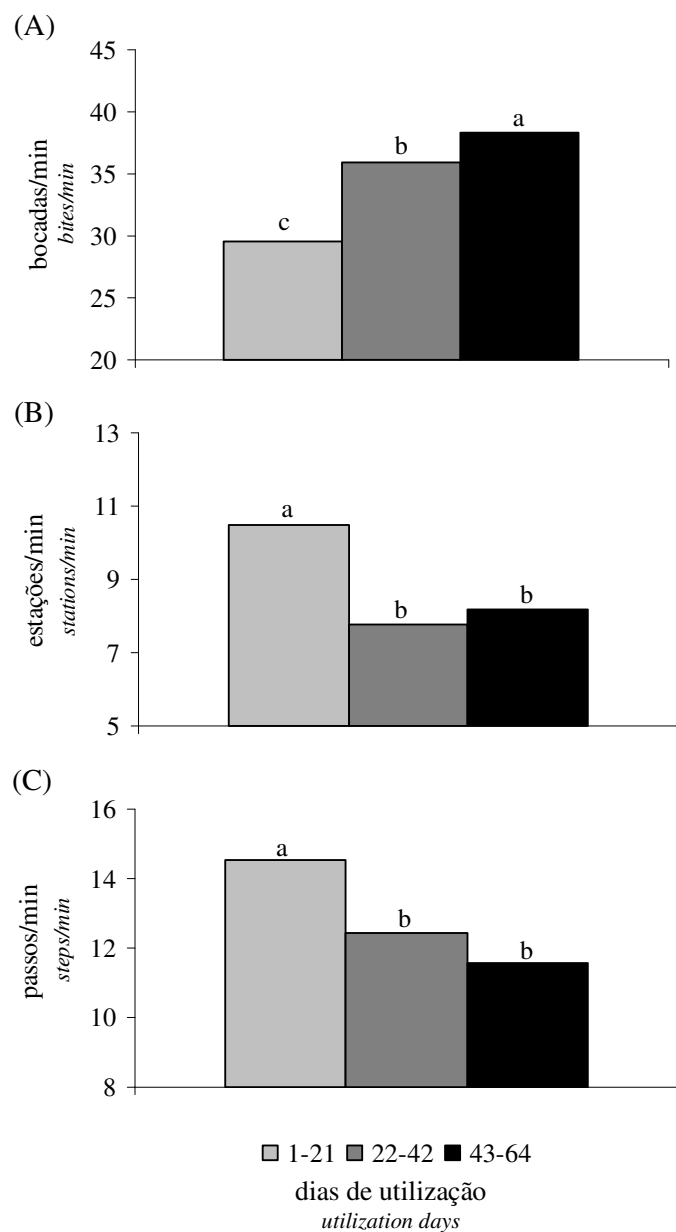 (A)
45
40
35
30
25
20
bocadas/min
bites/min
c
b
a
(B)
13
11
9
7
5
estações/min
stations/min
a
b
b
(C)
16
14
12
10
8
passos/min
steps/min
a
b
b
1-21 22-42 43-64
dias de utilização
utilization days